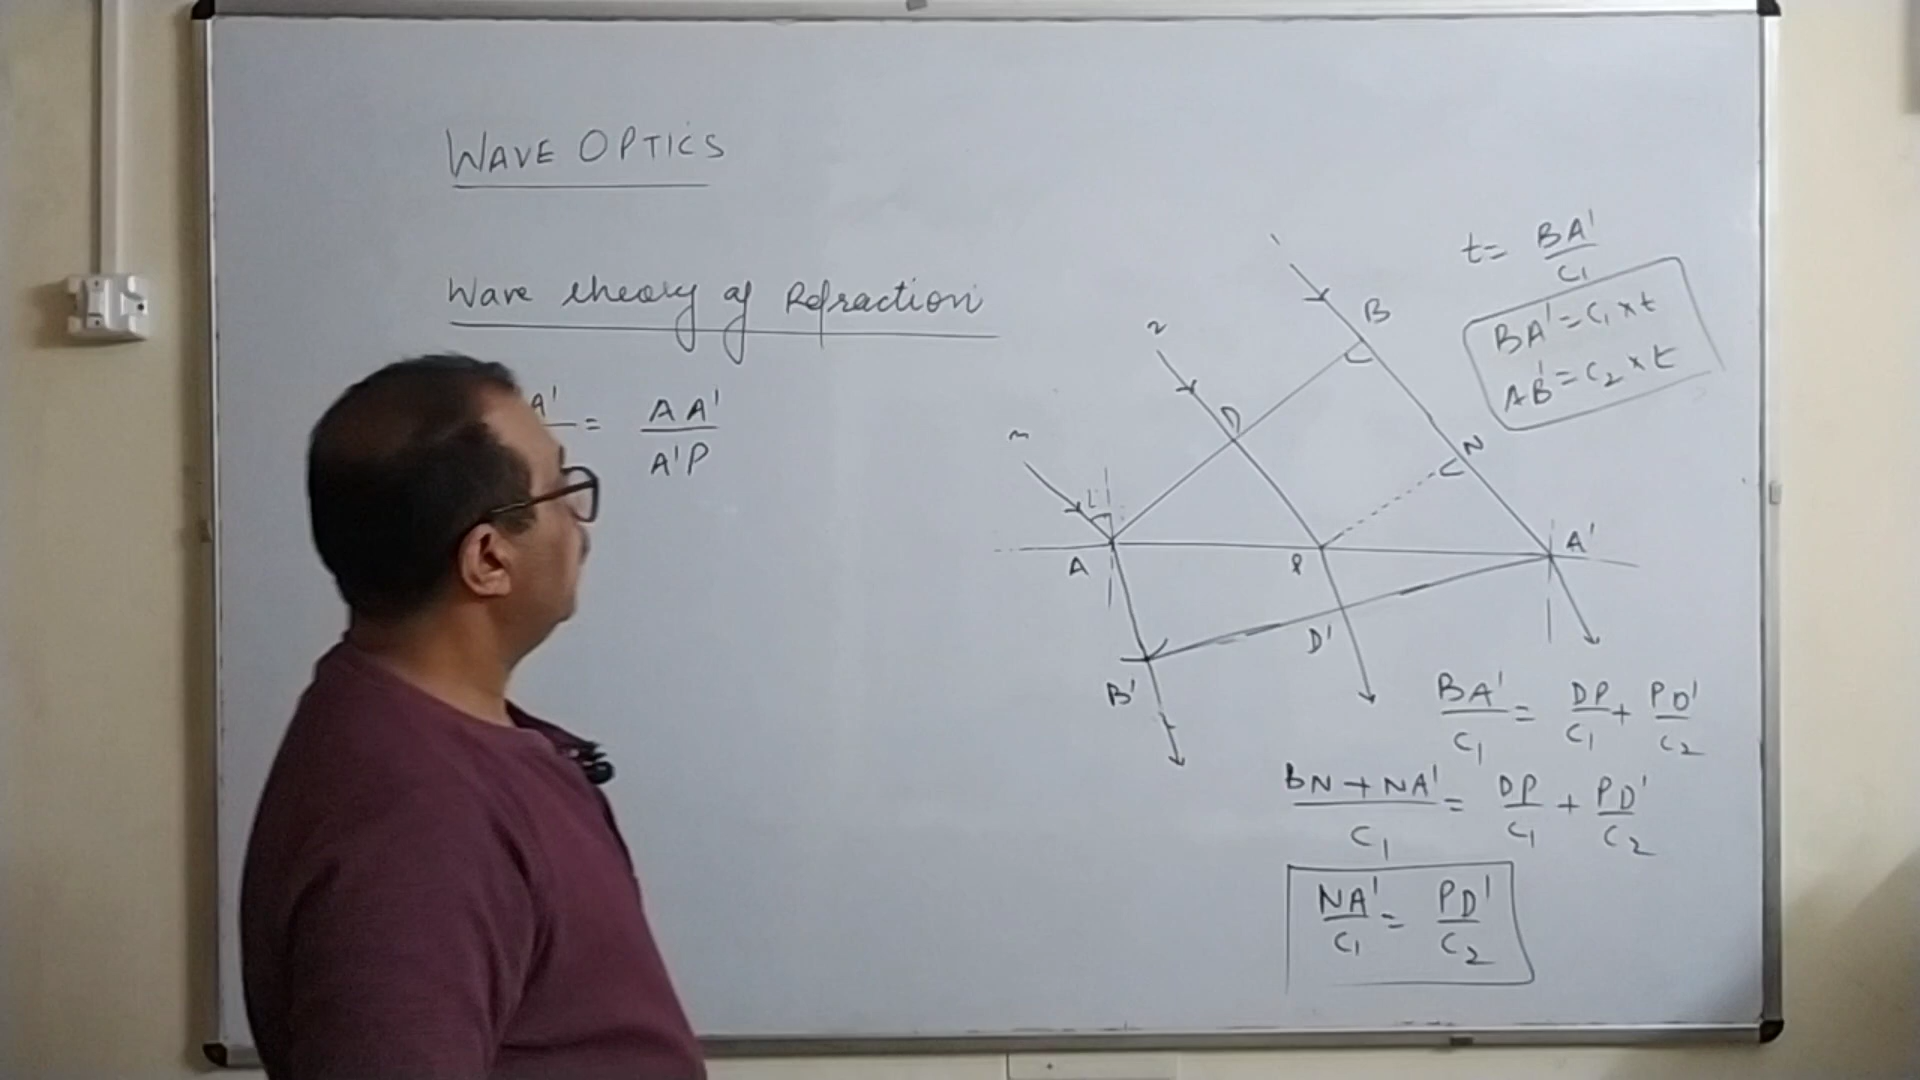 WAVE OPTICS
Wave theory of Refraction
A' = AA'
A'P
t = BA'
C1
BA' = C1 × t
AB' = C2 × t
B
2
D
N
i
A
P
A'
D'
B'
BA' = DP + PD'
C1 C1 C2
BN + NA' = DP + PD'
C1 C1 C2
NA' = PD'
C1 C2